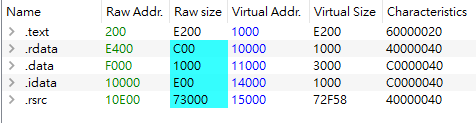 Name Raw Addr. Raw size Virtual Addr. Virtual Size Characteristics
.text 200 E200 1000 E200 60000020
.rdata E400 C00 10000 1000 40000040
.data F000 1000 11000 3000 C0000040
.idata 10000 E00 14000 1000 C0000040
.rsrc 10E00 73000 15000 72F58 40000040